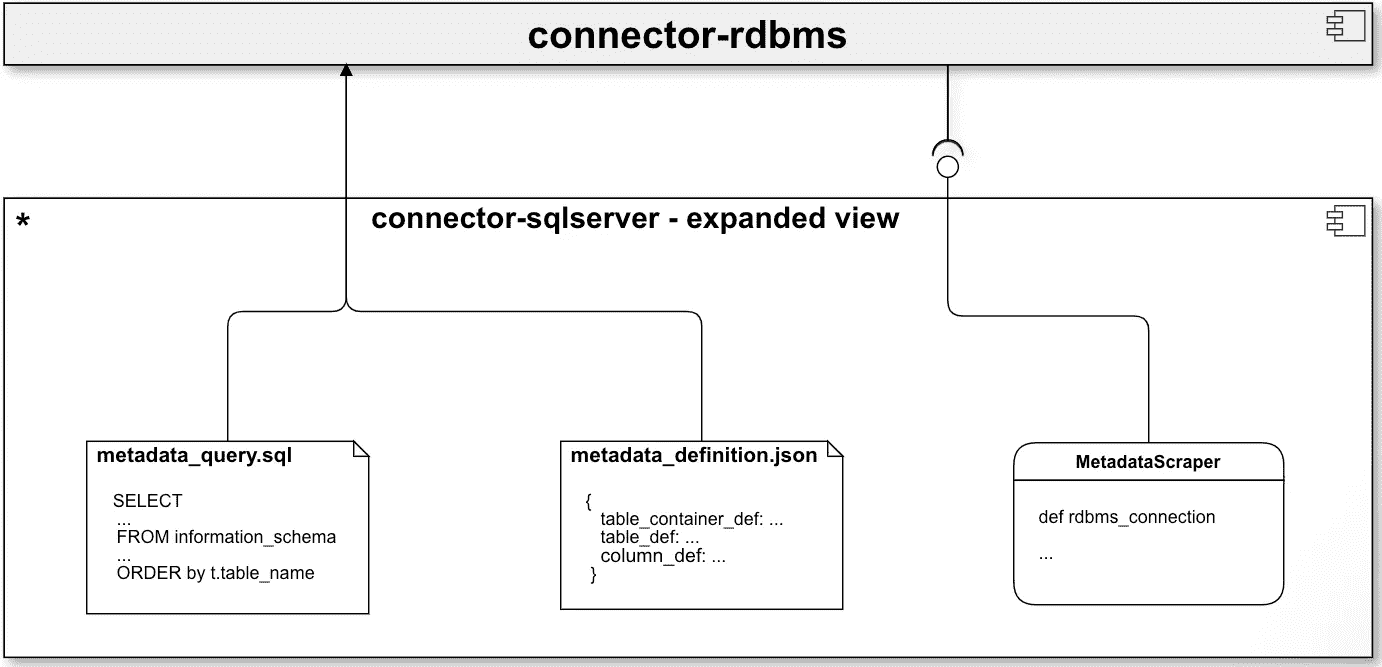 connector-rdbms
*
connector-sqlserver - expanded view
metadata_query.sql
SELECT
...
FROM information_schema
...
ORDER by t.table_name
metadata_definition.json
{
table_container_def: ...
table_def: ...
column_def: ...
}
MetadataScraper
def rdbms_connection
...